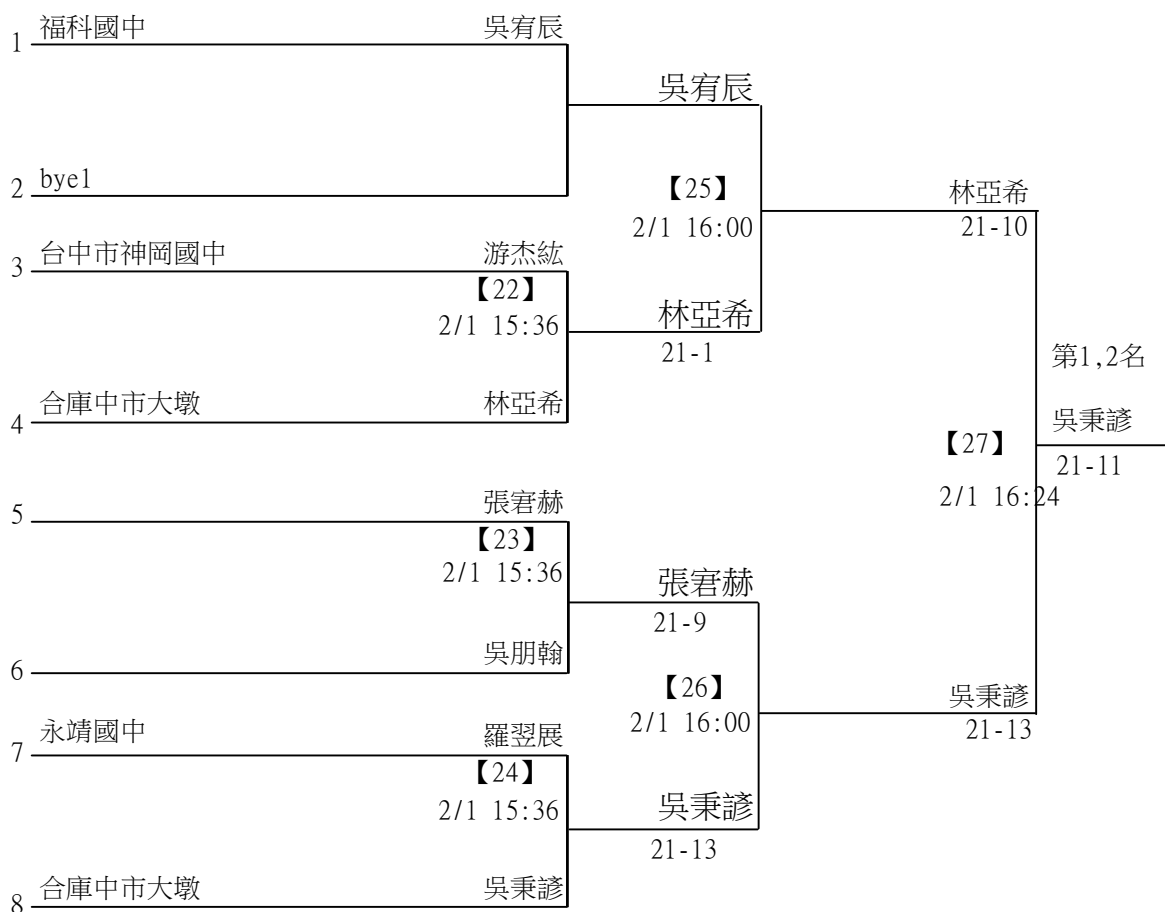 1 福科國中 吳宥辰
吳宥辰
2 bye1
【25】
2/1 16:00
林亞希
21-10
3 台中市神岡國中 游杰紘
【22】
2/1 15:36
林亞希
21-1
4 合庫中市大墩 林亞希
第1,2名
吳秉諺
21-11
【27】
2/1 16:24
5 張宭赫
【23】
2/1 15:36
張宭赫
21-9
6 吳朋翰
【26】
2/1 16:00
吳秉諺
21-13
7 永靖國中 羅翌展
【24】
2/1 15:36
吳秉諺
21-13
8 合庫中市大墩 吳秉諺